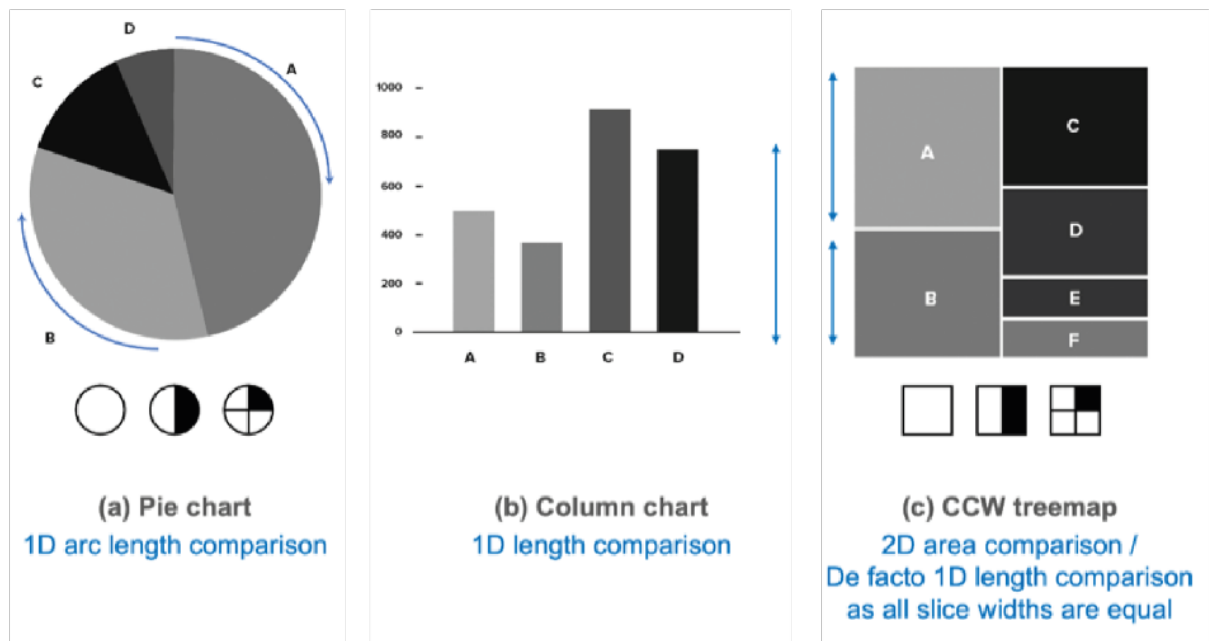 D
A
C
B
(a) Pie chart
1D arc length comparison
1000
800
600
400
200
0
A B C D
(b) Column chart
1D length comparison
A
B
C
D
E
F
(c) CCW treemap
2D area comparison /
De facto 1D length comparison
as all slice widths are equal